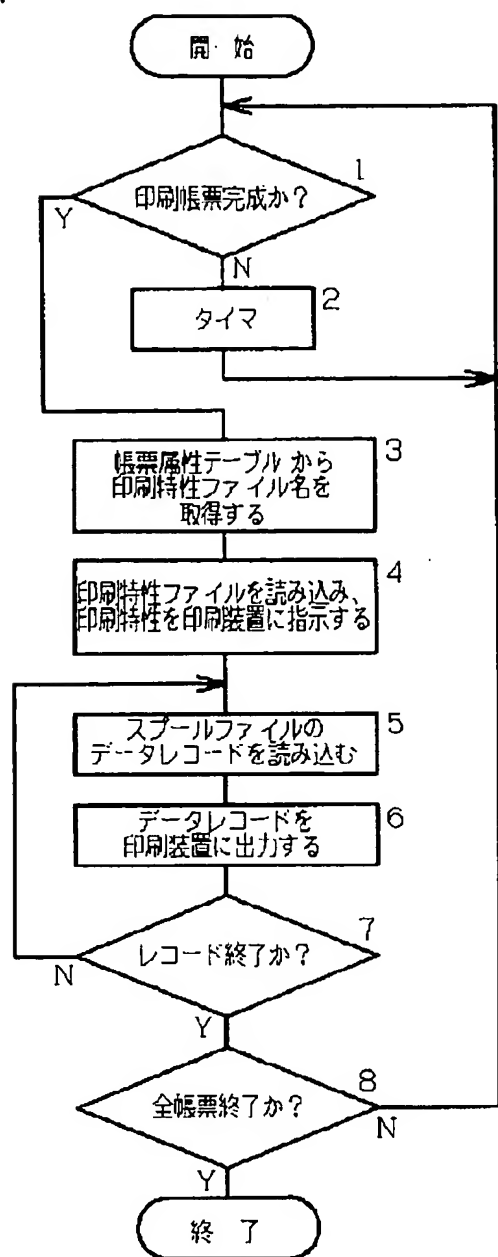 開始
1
印刷帳票完成か?
Y
N
2
タイマ
3
帳票属性テーブルから
印刷特性ファイル名を
取得する
4
印刷特性ファイルを読み込み、
印刷特性を印刷装置に指示する
5
スプールファイルの
データレコードを読み込む
6
データレコードを
印刷装置に出力する
7
レコード終了か?
N
Y
8
全帳票終了か?
N
Y
終了